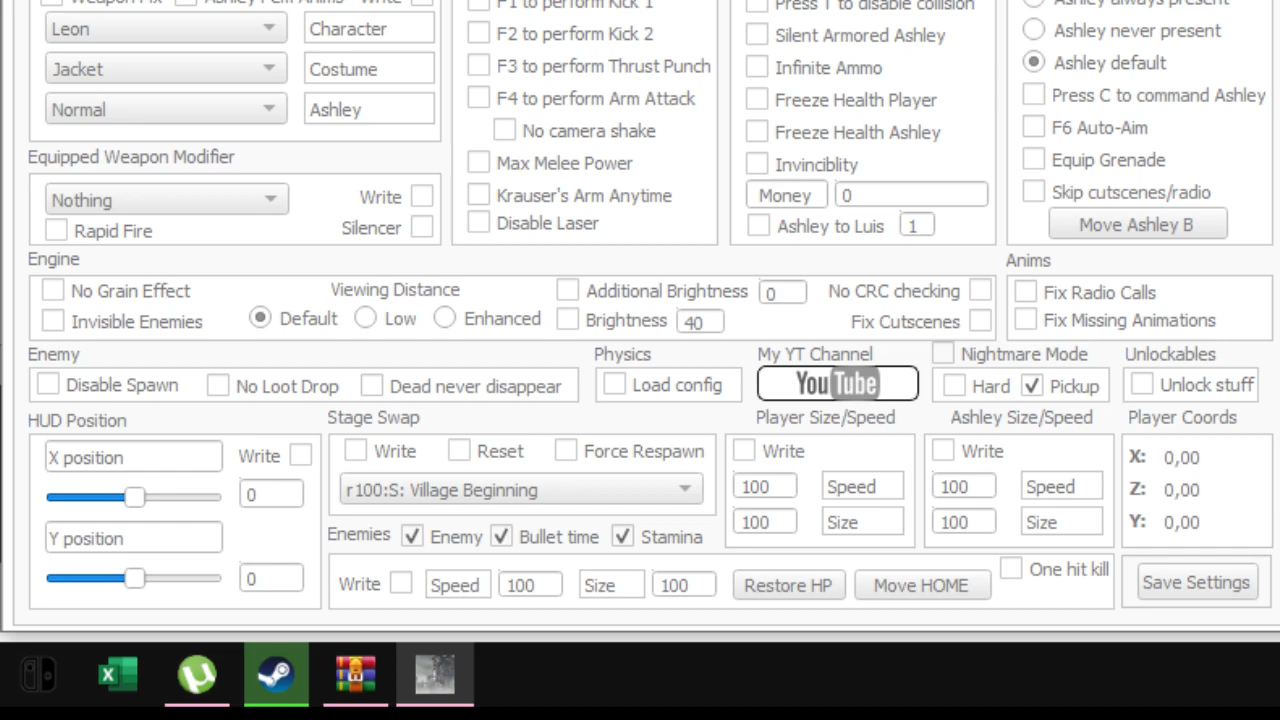 Weapon Fix Ashley Perm Anims Write
Leon Character
Jacket Costume
Normal Ashley
Equipped Weapon Modifier
Nothing Write
Rapid Fire Silencer
F1 to perform Kick 1
F2 to perform Kick 2
F3 to perform Thrust Punch
F4 to perform Arm Attack
No camera shake
Max Melee Power
Krauser's Arm Anytime
Disable Laser
Press T to disable collision
Silent Armored Ashley
Infinite Ammo
Freeze Health Player
Freeze Health Ashley
Invinciblity
Money 0
Ashley to Luis 1
Ashley always present
Ashley never present
Ashley default
Press C to command Ashley
F6 Auto-Aim
Equip Grenade
Skip cutscenes/radio
Move Ashley B
Engine
No Grain Effect Viewing Distance Additional Brightness 0 No CRC checking
Invisible Enemies Default Low Enhanced Brightness 40 Fix Cutscenes
Anims
Fix Radio Calls
Fix Missing Animations
Enemy
Disable Spawn No Loot Drop Dead never disappear
Physics
Load config
My YT Channel
YouTube
Nightmare Mode
Hard Pickup
Unlockables
Unlock stuff
HUD Position
X position Write
0
Y position
0
Stage Swap
Write Reset Force Respawn
r100:S: Village Beginning
Player Size/Speed
Write
100 Speed
100 Size
Ashley Size/Speed
Write
100 Speed
100 Size
Player Coords
X: 0,00
Z: 0,00
Y: 0,00
Enemies Enemy Bullet time Stamina
Write Speed 100 Size 100 Restore HP Move HOME One hit kill
Save Settings